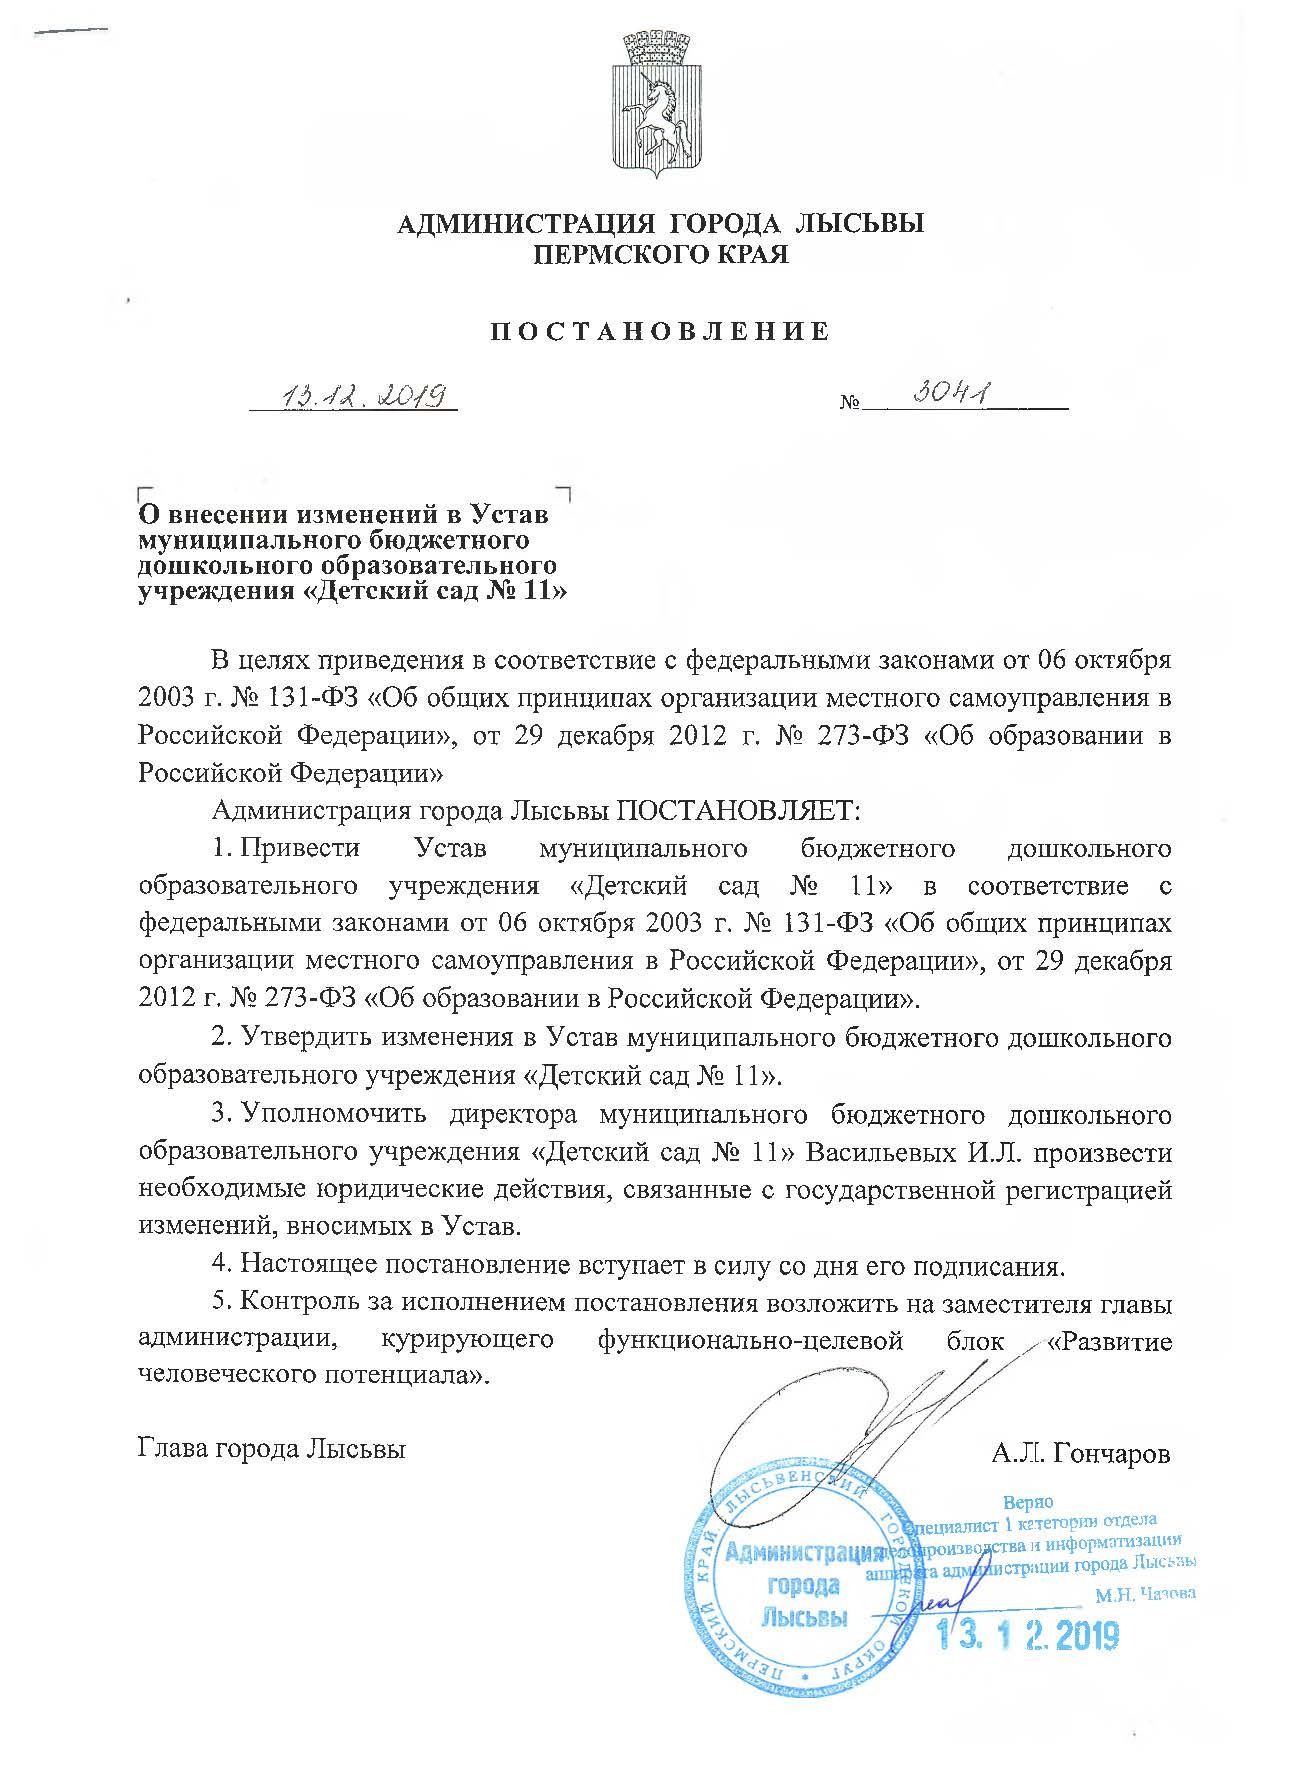 АДМИНИСТРАЦИЯ ГОРОДА ЛЫСЬВЫ
ПЕРМСКОГО КРАЯ
ПОСТАНОВЛЕНИЕ
13.12.2019 № 3041
О внесении изменений в Устав
муниципального бюджетного
дошкольного образовательного
учреждения «Детский сад № 11»
В целях приведения в соответствие с федеральными законами от 06 октября
2003 г. № 131-ФЗ «Об общих принципах организации местного самоуправления в
Российской Федерации», от 29 декабря 2012 г. № 273-ФЗ «Об образовании в
Российской Федерации»
Администрация города Лысьвы ПОСТАНОВЛЯЕТ:
1. Привести Устав муниципального бюджетного дошкольного
образовательного учреждения «Детский сад № 11» в соответствие с
федеральными законами от 06 октября 2003 г. № 131-ФЗ «Об общих принципах
организации местного самоуправления в Российской Федерации», от 29 декабря
2012 г. № 273-ФЗ «Об образовании в Российской Федерации».
2. Утвердить изменения в Устав муниципального бюджетного дошкольного
образовательного учреждения «Детский сад № 11».
3. Уполномочить директора муниципального бюджетного дошкольного
образовательного учреждения «Детский сад № 11» Васильевых И.Л. произвести
необходимые юридические действия, связанные с государственной регистрацией
изменений, вносимых в Устав.
4. Настоящее постановление вступает в силу со дня его подписания.
5. Контроль за исполнением постановления возложить на заместителя главы
администрации, курирующего функционально-целевой блок «Развитие
человеческого потенциала».
Глава города Лысьвы А.Л. Гончаров
ПЕРМСКИЙ КРАЙ. ЛЫСЬВЕНСКИЙ ГОРОДСКОЙ ОКРУГ *
Администрация
города
Лысьвы
Верно
Специалист 1 категории отдела
делопроизводства и информатизации
аппарата администрации города Лысьвы
М.Н. Чазова
13.12.2019